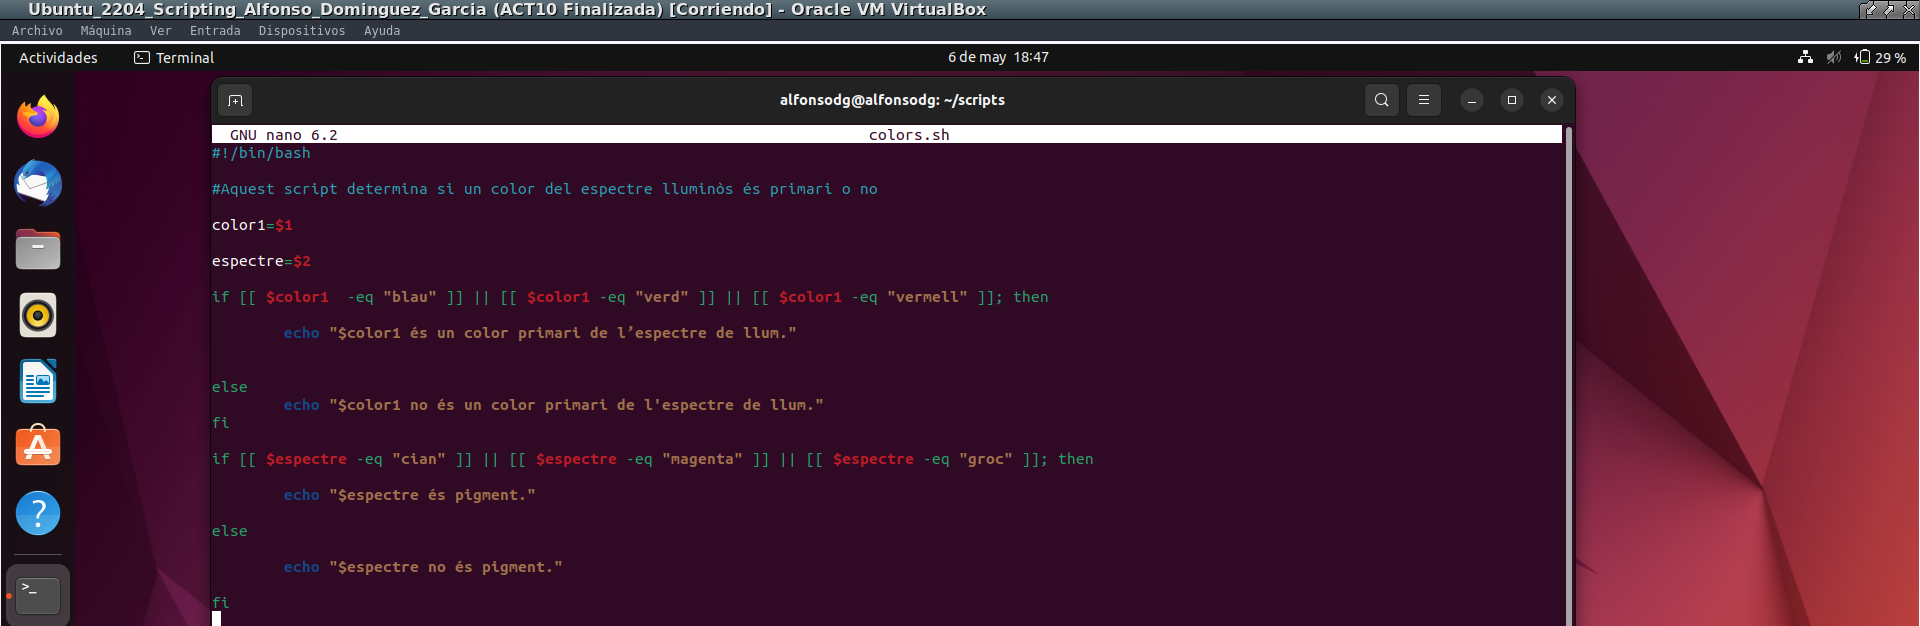 Ubuntu_2204_Scripting_Alfonso_Dominguez_Garcia (ACT10 Finalizada) [Corriendo] - Oracle VM VirtualBox
Archivo Máquina Ver Entrada Dispositivos Ayuda
Actividades Terminal 6 de may 18:47 29 %
alfonsodg@alfonsodg: ~/scripts
GNU nano 6.2 colors.sh
#!/bin/bash
#Aquest script determina si un color del espectre lluminòs és primari o no
color1=$1
espectre=$2
if [[ $color1  -eq "blau" ]] || [[ $color1 -eq "verd" ]] || [[ $color1 -eq "vermell" ]]; then
echo "$color1 és un color primari de l’espectre de llum."
else
echo "$color1 no és un color primari de l'espectre de llum."
fi
if [[ $espectre -eq "cian" ]] || [[ $espectre -eq "magenta" ]] || [[ $espectre -eq "groc" ]]; then
echo "$espectre és pigment."
else
echo "$espectre no és pigment."
fi